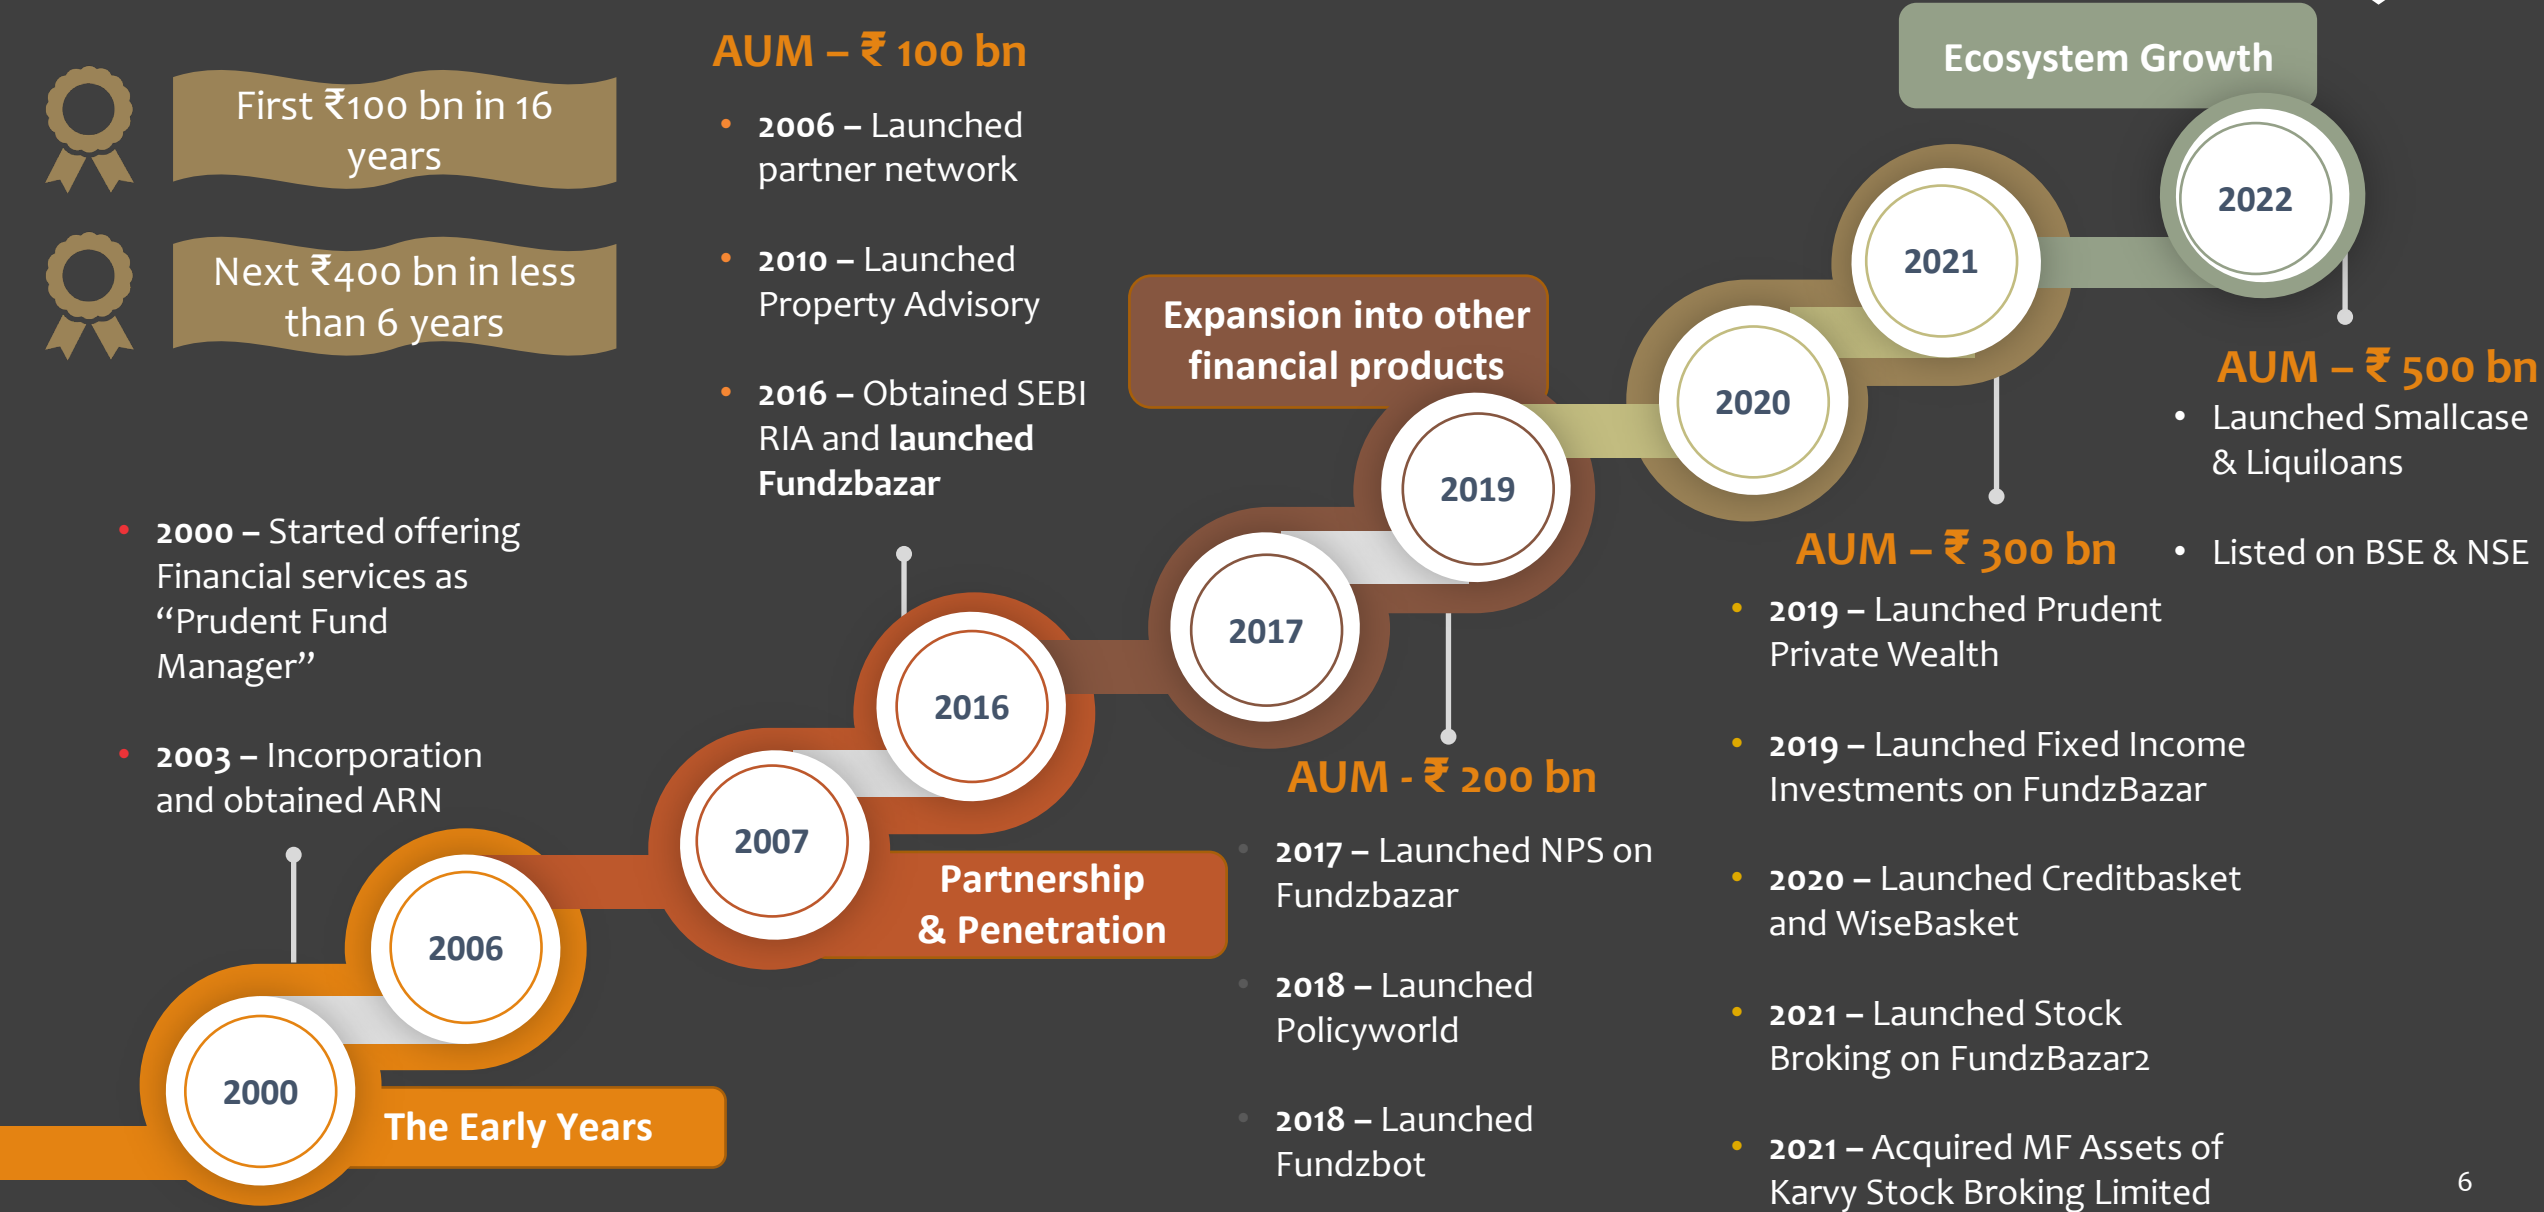 First ₹100 bn in 16
years
Next ₹400 bn in less
than 6 years
• 2000 – Started offering
Financial services as
“Prudent Fund
Manager”
• 2003 – Incorporation
and obtained ARN
2000
2006
The Early Years
AUM – ₹ 100 bn
• 2006 – Launched
partner network
• 2010 – Launched
Property Advisory
• 2016 – Obtained SEBI
RIA and launched
Fundzbazar
2007
2016
Partnership
& Penetration
Expansion into other
financial products
2017
2019
AUM - ₹ 200 bn
• 2017 – Launched NPS on
Fundzbazar
• 2018 – Launched
Policyworld
• 2018 – Launched
Fundzbot
2020
2021
AUM – ₹ 300 bn
• 2019 – Launched Prudent
Private Wealth
• 2019 – Launched Fixed Income
Investments on FundzBazar
• 2020 – Launched Creditbasket
and WiseBasket
• 2021 – Launched Stock
Broking on FundzBazar2
• 2021 – Acquired MF Assets of
Karvy Stock Broking Limited
Ecosystem Growth
2022
AUM – ₹ 500 bn
• Launched Smallcase
& Liquiloans
• Listed on BSE & NSE
6